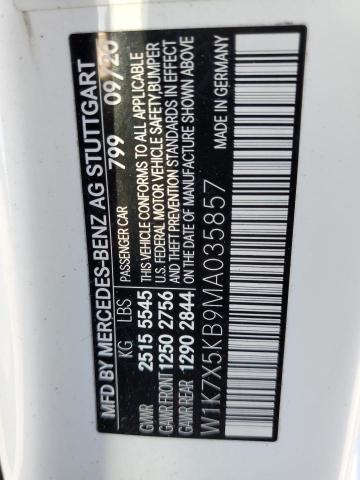 MFD BY MERCEDES-BENZ AG STUTTGART
799 09/20
KG LBS PASSENGER CAR
GVWR 2515 5545 THIS VEHICLE CONFORMS TO ALL APPLICABLE
GAWR FRONT 1250 2756 U.S. FEDERAL MOTOR VEHICLE SAFETY, BUMPER
GAWR REAR 1290 2844 AND THEFT PREVENTION STANDARDS IN EFFECT
ON THE DATE OF MANUFACTURE SHOWN ABOVE
MADE IN GERMANY
W1K7X5KB9MA035857